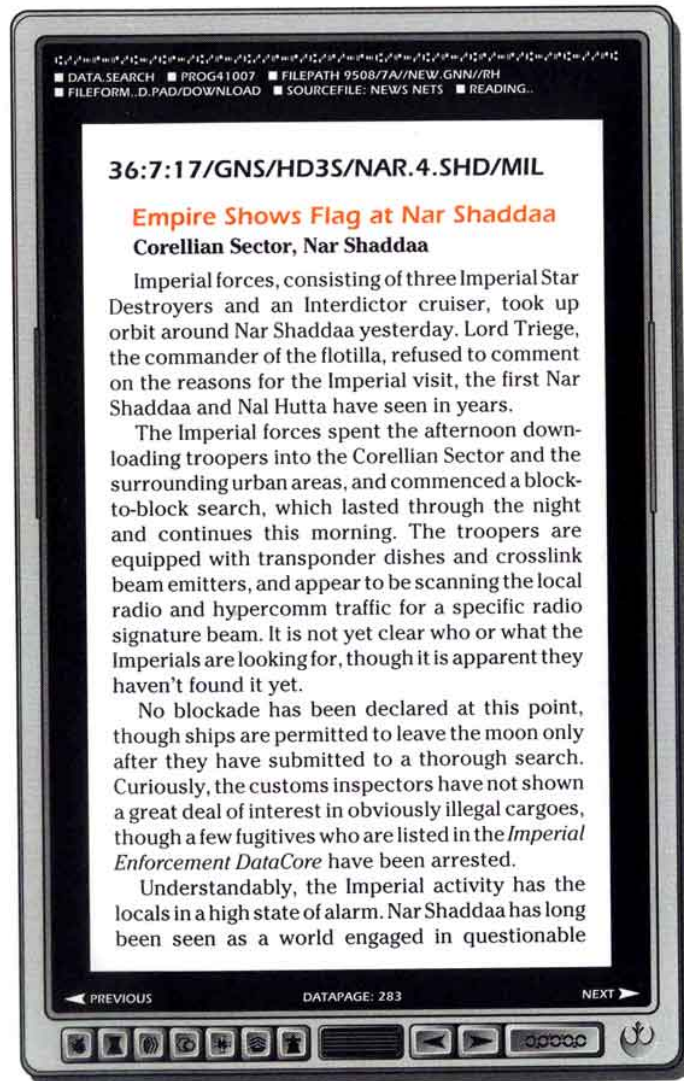 ■ DATA.SEARCH ■ PROG41007 ■ FILEPATH 9508/7A//NEW.GNN//RH
■ FILEFORM..D.PAD/DOWNLOAD ■ SOURCEFILE: NEWS NETS ■ READING..
36:7:17/GNS/HD3S/NAR.4.SHD/MIL
Empire Shows Flag at Nar Shaddaa
Corellian Sector, Nar Shaddaa
Imperial forces, consisting of three Imperial Star
Destroyers and an Interdictor cruiser, took up
orbit around Nar Shaddaa yesterday. Lord Triege,
the commander of the flotilla, refused to comment
on the reasons for the Imperial visit, the first Nar
Shaddaa and Nal Hutta have seen in years.
The Imperial forces spent the afternoon down-
loading troopers into the Corellian Sector and the
surrounding urban areas, and commenced a block-
to-block search, which lasted through the night
and continues this morning. The troopers are
equipped with transponder dishes and crosslink
beam emitters, and appear to be scanning the local
radio and hypercomm traffic for a specific radio
signature beam. It is not yet clear who or what the
Imperials are looking for, though it is apparent they
haven't found it yet.
No blockade has been declared at this point,
though ships are permitted to leave the moon only
after they have submitted to a thorough search.
Curiously, the customs inspectors have not shown
a great deal of interest in obviously illegal cargoes,
though a few fugitives who are listed in the Imperial
Enforcement DataCore have been arrested.
Understandably, the Imperial activity has the
locals in a high state of alarm. Nar Shaddaa has long
been seen as a world engaged in questionable
PREVIOUS DATAPAGE: 283 NEXT